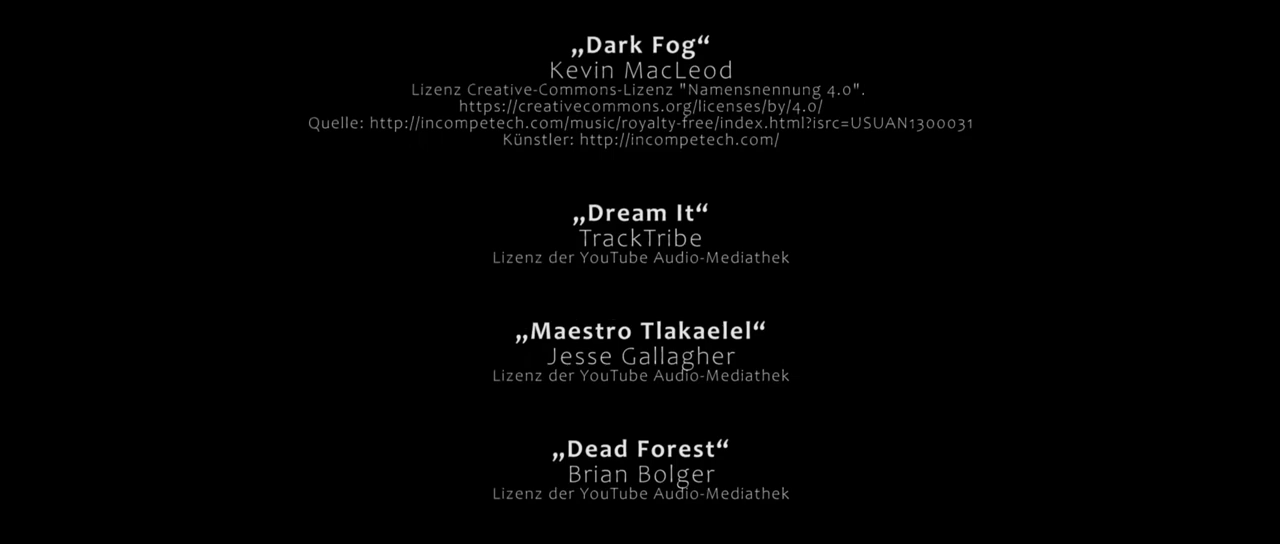 „Dark Fog“
Kevin MacLeod
Lizenz Creative-Commons-Lizenz "Namensnennung 4.0".
https://creativecommons.org/licenses/by/4.0/
Quelle: http://incompetech.com/music/royalty-free/index.html?isrc=USUAN1300031
Künstler: http://incompetech.com/
„Dream It“
TrackTribe
Lizenz der YouTube Audio-Mediathek
„Maestro Tlakaelel“
Jesse Gallagher
Lizenz der YouTube Audio-Mediathek
„Dead Forest“
Brian Bolger
Lizenz der YouTube Audio-Mediathek